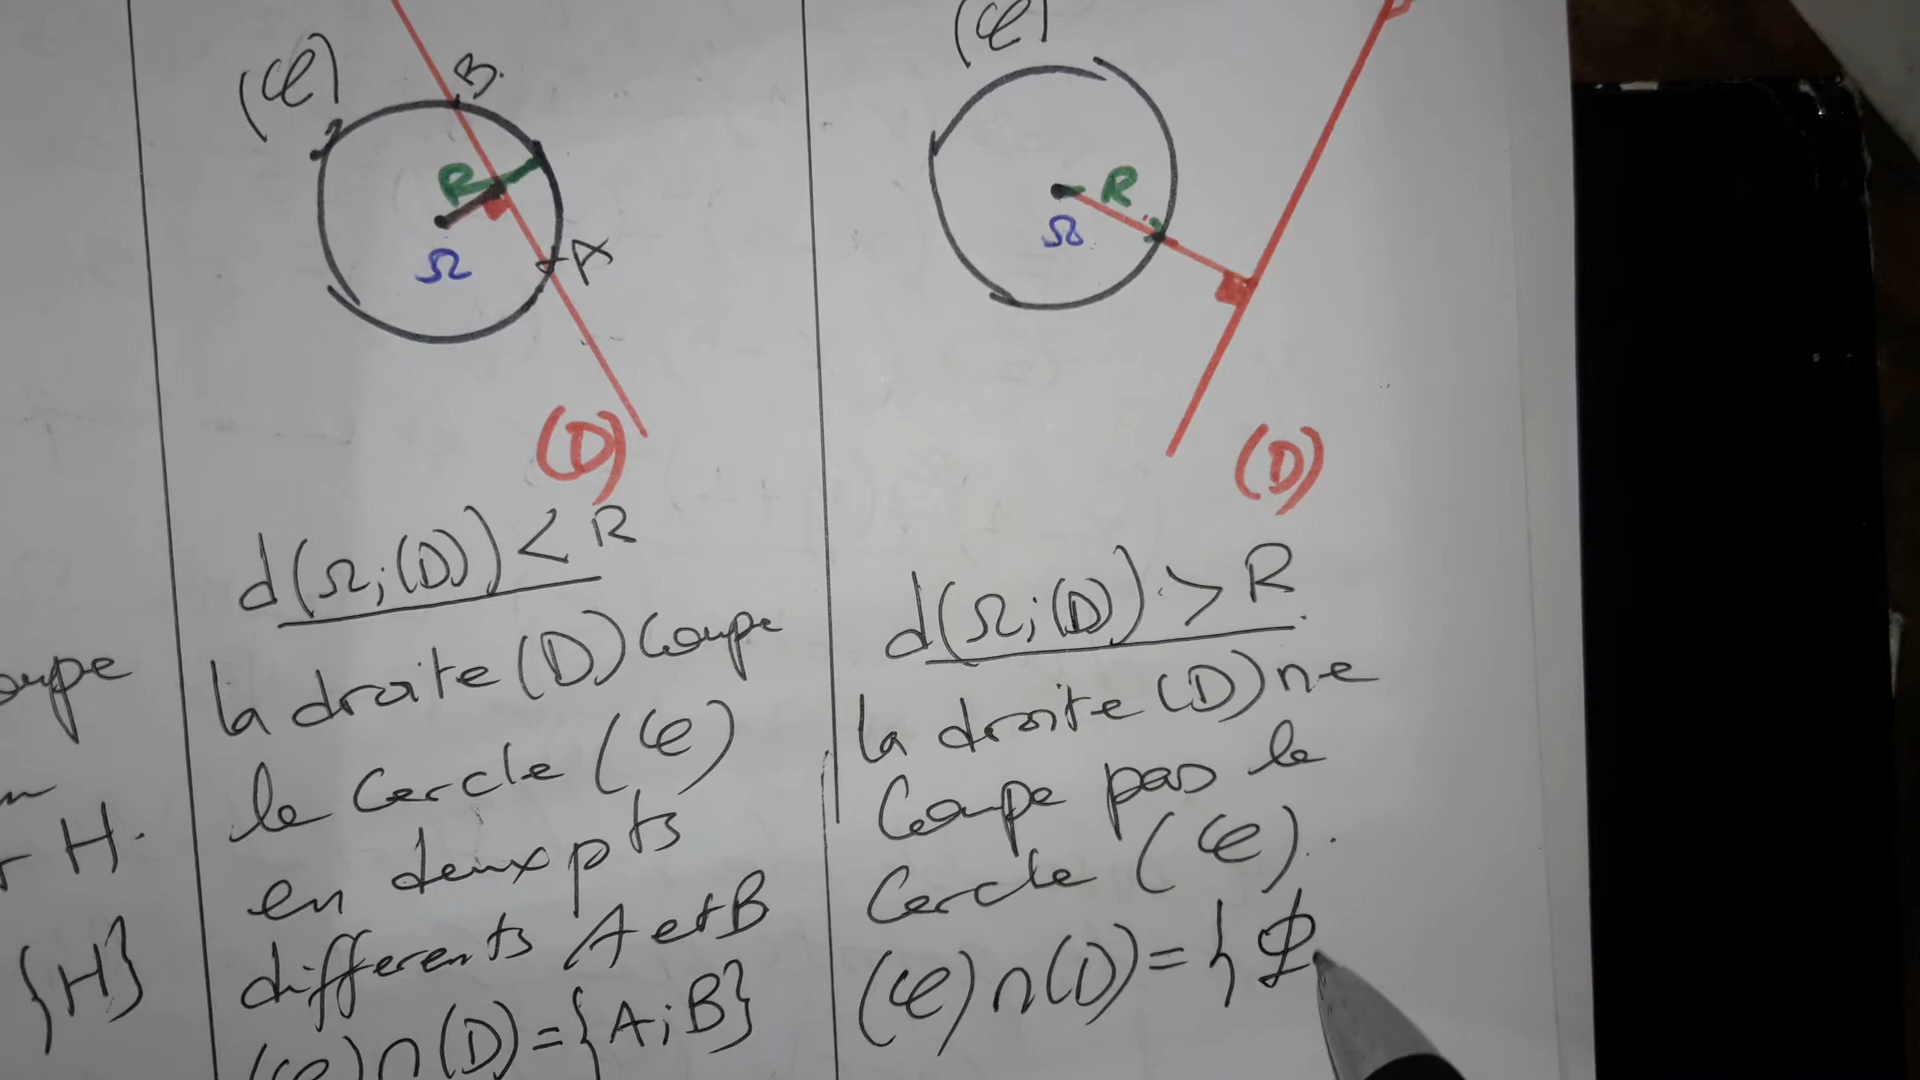 (C)
B
R
Ω
A
(D)
d(Ω;(D)) < R
la droite (D) coupe
le cercle (C)
en deux pts
differents A et B
(C)∩(D)={A;B}
(C)
R
Ω
(D)
d(Ω;(D)) > R
la droite (D) ne
coupe pas le
cercle (C).
(C)∩(D)={∅
H.
{H}